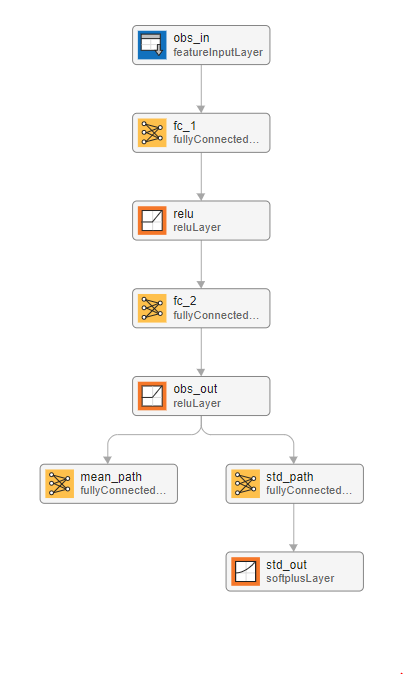 obs_in
featureInputLayer
fc_1
fullyConnected...
relu
reluLayer
fc_2
fullyConnected...
obs_out
reluLayer
mean_path
fullyConnected...
std_path
fullyConnected...
std_out
softplusLayer
.